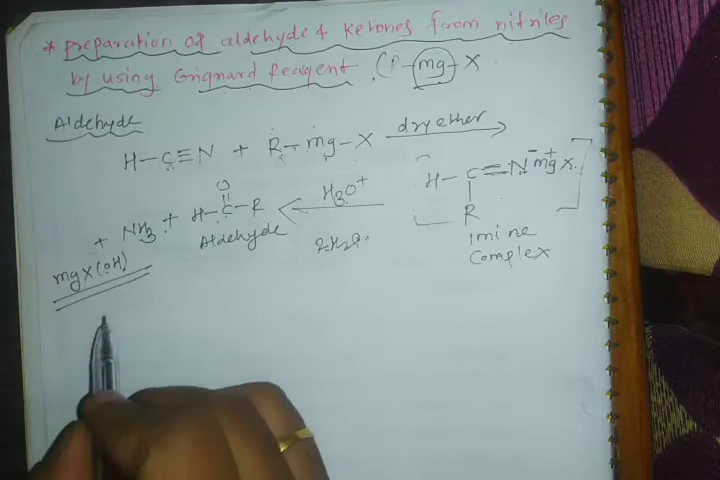 * Preparation of aldehyde & Ketones from nitriles
by using Grignard reagent. (R-mg-X
Aldehyde
H-C≡N + R-mg-X dry ether
H-C=N⁻mg⁺X
R
imine
Complex
H₃O⁺
2H₂O
O
H-C-R
Aldehyde
+ NH₃ +
mgX(OH)